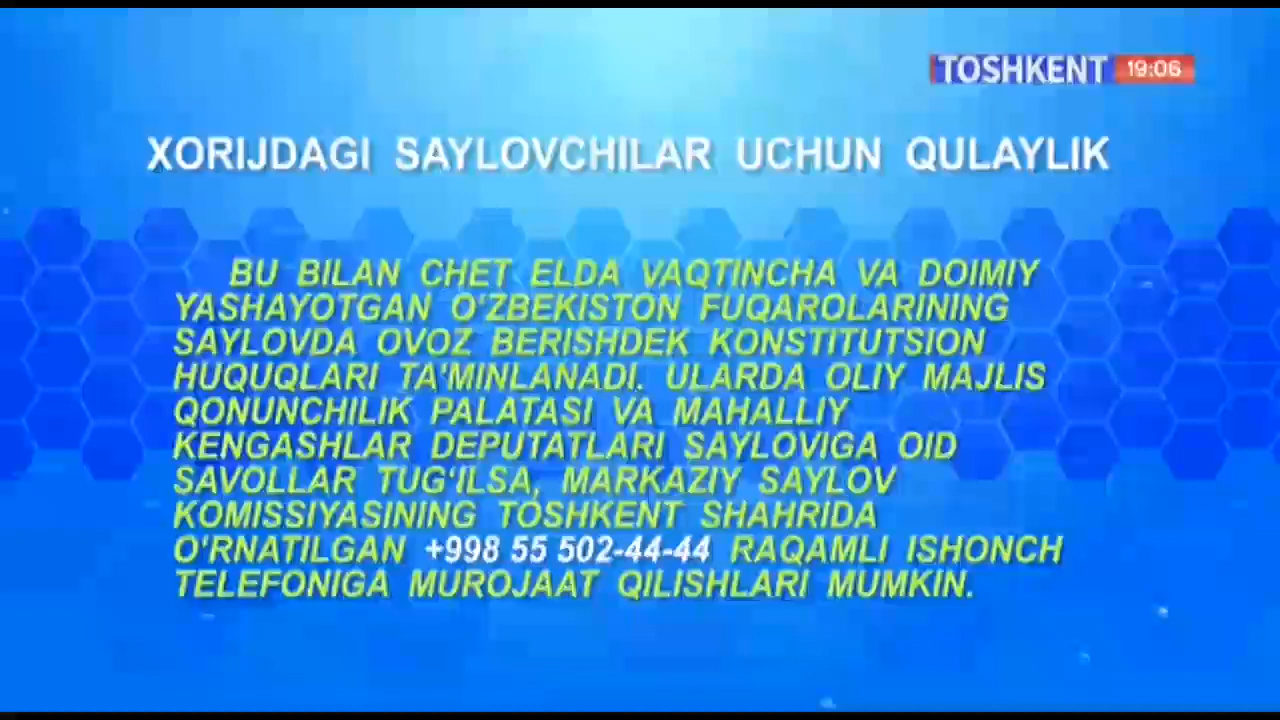 TOSHKENT 19:06
XORIJDAGI SAYLOVCHILAR UCHUN QULAYLIK
BU BILAN CHET ELDA VAQTINCHA VA DOIMIY
YASHAYOTGAN O'ZBEKISTON FUQAROLARINING
SAYLOVDA OVOZ BERISHDEK KONSTITUTSION
HUQUQLARI TA'MINLANADI. ULARDA OLIY MAJLIS
QONUNCHILIK PALATASI VA MAHALLIY
KENGASHLAR DEPUTATLARI SAYLOVIGA OID
SAVOLLAR TUG‘ILSA, MARKAZIY SAYLOV
KOMISSIYASINING TOSHKENT SHAHRIDA
O‘RNATILGAN +998 55 502-44-44 RAQAMLI ISHONCH
TELEFONIGA MUROJAAT QILISHLARI MUMKIN.